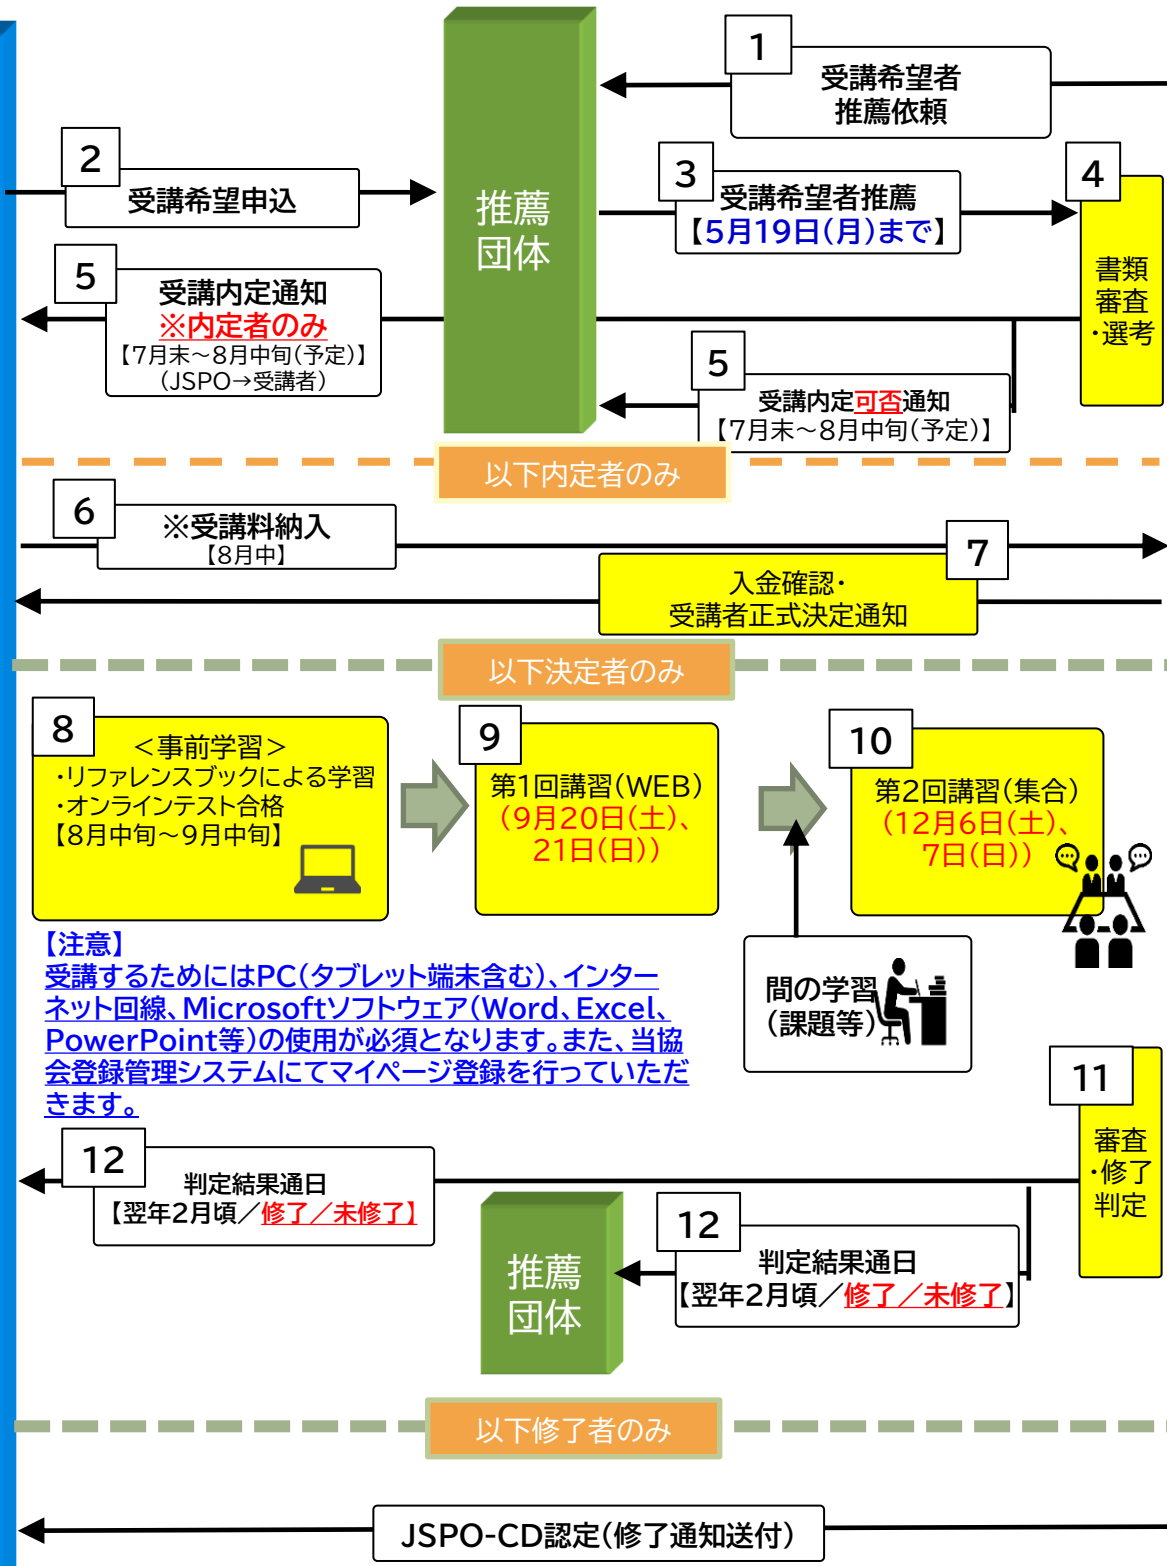 1
受講希望者
推薦依頼
2
受講希望申込
推薦
団体
3
受講希望者推薦
【5月19日(月)まで】
4
書類
審査
・選考
5
受講内定通知
※内定者のみ
【7月末～8月中旬(予定)】
(JSPO→受講者)
5
受講内定可否通知
【7月末～8月中旬(予定)】
以下内定者のみ
6
※受講料納入
【8月中】
7
入金確認・
受講者正式決定通知
以下決定者のみ
8
＜事前学習＞
・リファレンスブックによる学習
・オンラインテスト合格
【8月中旬～9月中旬】
9
第1回講習(WEB)
(9月20日(土)、
21日(日))
10
第2回講習(集合)
(12月6日(土)、
7日(日))
間の学習
(課題等)
【注意】
受講するためにはPC(タブレット端末含む)、インター
ネット回線、Microsoftソフトウェア(Word、Excel、
PowerPoint等)の使用が必須となります。また、当協
会登録管理システムにてマイページ登録を行っていただ
きます。
11
審査
・修了
判定
12
判定結果通日
【翌年2月頃／修了／未修了】
推薦
団体
12
判定結果通日
【翌年2月頃／修了／未修了】
以下修了者のみ
JSPO-CD認定(修了通知送付)